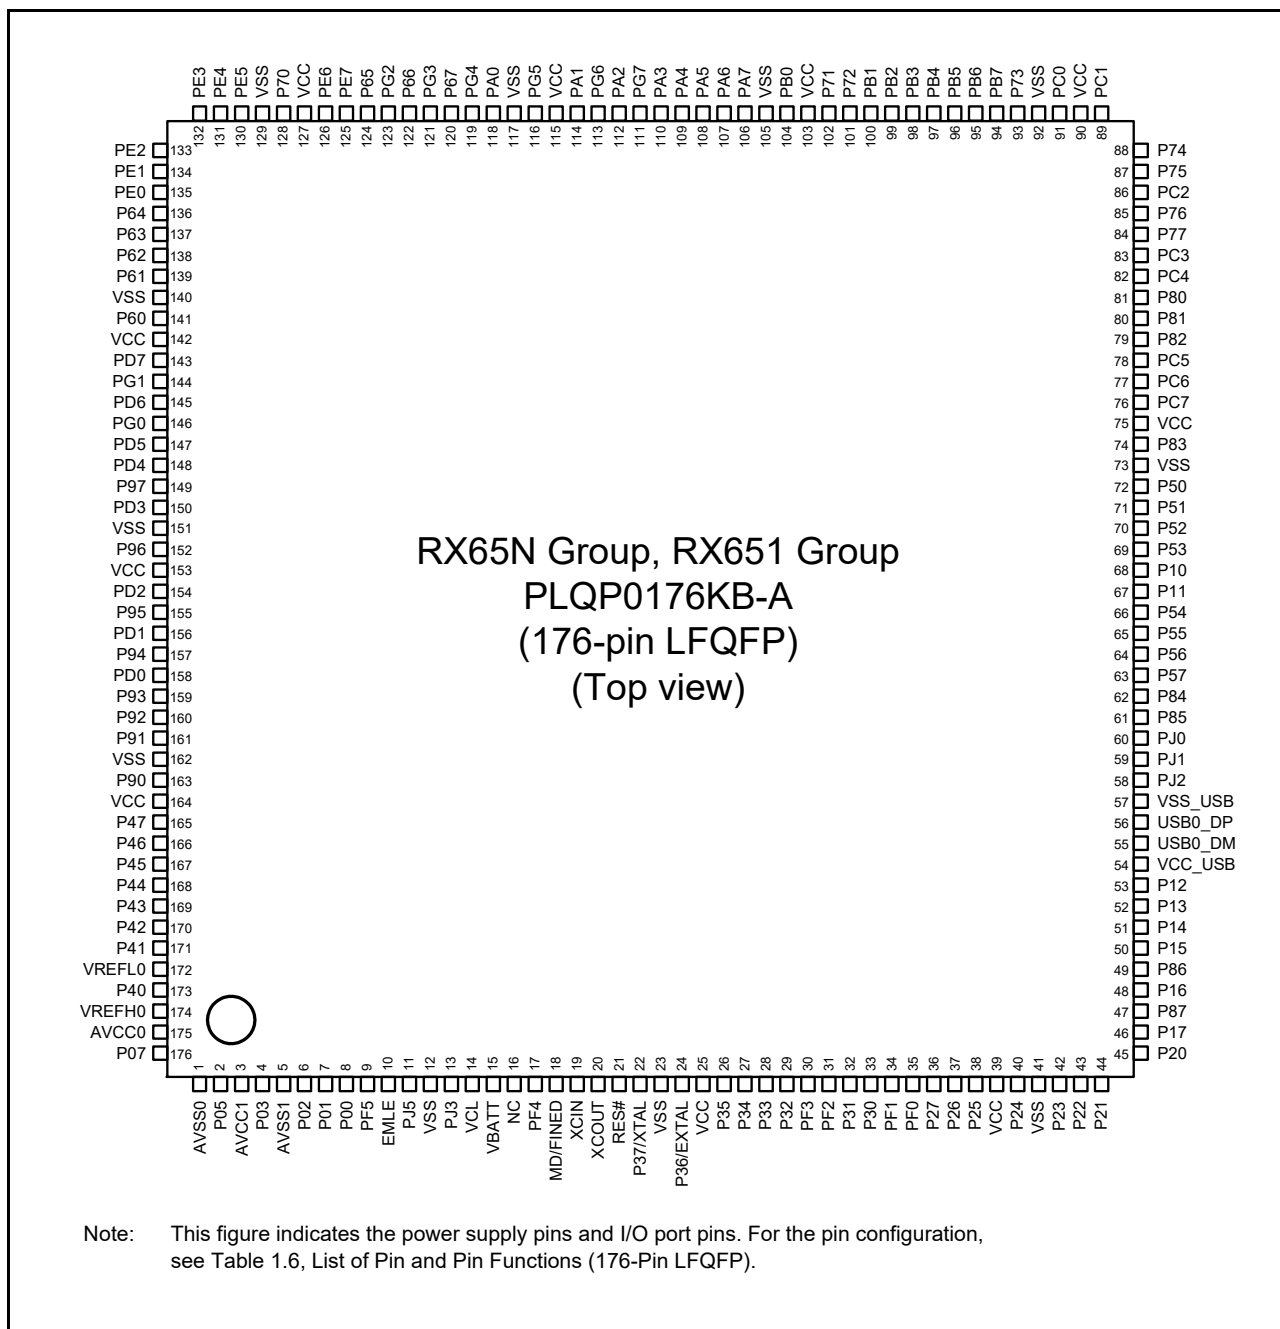 PE3 PE4 PE5 VSS P70 VCC PE6 PE7 P65 PG2 P66 PG3 P67 PG4 PA0 VSS PG5 VCC PA1 PG6 PA2 PG7 PA3 PA4 PA5 PA6 PA7 VSS PB0 VCC P71 P72 PB1 PB2 PB3 PB4 PB5 PB6 PB7 P73 VSS PC0 VCC PC1
132 131 130 129 128 127 126 125 124 123 122 121 120 119 118 117 116 115 114 113 112 111 110 109 108 107 106 105 104 103 102 101 100 99 98 97 96 95 94 93 92 91 90 89
PE2 133 88 P74
PE1 134 87 P75
PE0 135 86 PC2
P64 136 85 P76
P63 137 84 P77
P62 138 83 PC3
P61 139 82 PC4
VSS 140 81 P80
P60 141 80 P81
VCC 142 79 P82
PD7 143 78 PC5
PG1 144 77 PC6
PD6 145 76 PC7
PG0 146 75 VCC
PD5 147 74 P83
PD4 148 73 VSS
P97 149 72 P50
PD3 150 71 P51
VSS 151 70 P52
P96 152 69 P53
VCC 153 68 P10
PD2 154 67 P11
P95 155 66 P54
PD1 156 65 P55
P94 157 64 P56
PD0 158 63 P57
P93 159 62 P84
P92 160 61 P85
P91 161 60 PJ0
VSS 162 59 PJ1
P90 163 58 PJ2
VCC 164 57 VSS_USB
P47 165 56 USB0_DP
P46 166 55 USB0_DM
P45 167 54 VCC_USB
P44 168 53 P12
P43 169 52 P13
P42 170 51 P14
P41 171 50 P15
VREFL0 172 49 P86
P40 173 48 P16
VREFH0 174 47 P87
AVCC0 175 46 P17
P07 176 45 P20
RX65N Group, RX651 Group
PLQP0176KB-A
(176-pin LFQFP)
(Top view)
1 2 3 4 5 6 7 8 9 10 11 12 13 14 15 16 17 18 19 20 21 22 23 24 25 26 27 28 29 30 31 32 33 34 35 36 37 38 39 40 41 42 43 44
AVSS0 P05 AVCC1 P03 AVSS1 P02 P01 P00 PF5 EMLE PJ5 VSS PJ3 VCL VBATT NC PF4 MD/FINED XCIN XCOUT RES# P37/XTAL VSS P36/EXTAL VCC P35 P34 P33 P32 PF3 PF2 P31 P30 PF1 PF0 P27 P26 P25 VCC P24 VSS P23 P22 P21
Note: This figure indicates the power supply pins and I/O port pins. For the pin configuration,
see Table 1.6, List of Pin and Pin Functions (176-Pin LFQFP).